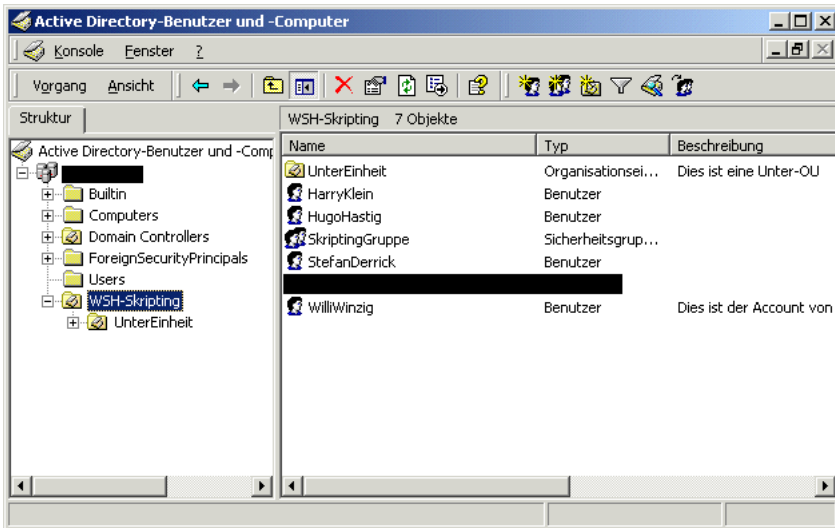 Active Directory-Benutzer und -Computer
Konsole Fenster ?
Vorgang Ansicht
Struktur
WSH-Skripting 7 Objekte
Active Directory-Benutzer und -Comp
Builtin
Computers
Domain Controllers
ForeignSecurityPrincipals
Users
WSH-Skripting
UnterEinheit
Name Typ Beschreibung
UnterEinheit Organisationsei... Dies ist eine Unter-OU
HarryKlein Benutzer
HugoHastig Benutzer
SkriptingGruppe Sicherheitsgrup...
StefanDerrick Benutzer
WilliWinzig Benutzer Dies ist der Account von